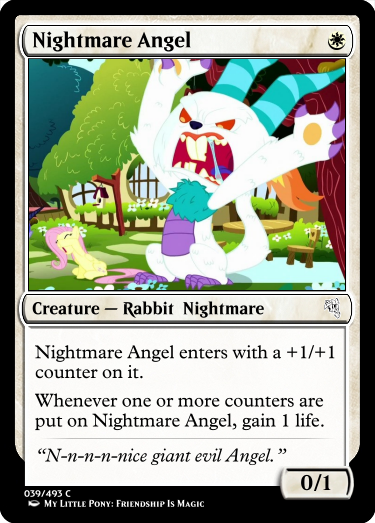 Nightmare Angel
Creature — Rabbit Nightmare
Nightmare Angel enters with a +1/+1
counter on it.
Whenever one or more counters are
put on Nightmare Angel, gain 1 life.
“N-n-n-n-nice giant evil Angel.”
0/1
039/493 C
My Little Pony: Friendship Is Magic